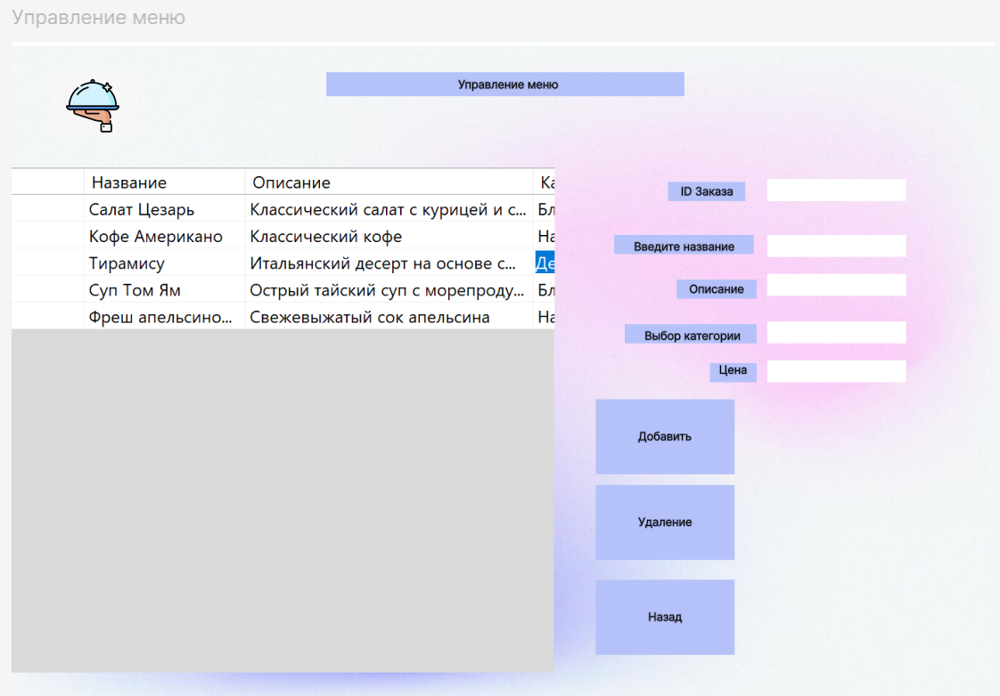 Управление меню
Управление меню
Название Описание Ка
Салат Цезарь Классический салат с курицей и с... Бл
Кофе Американо Классический кофе На
Тирамису Итальянский десерт на основе с... Де
Суп Том Ям Острый тайский суп с морепроду... Бл
Фреш апельсино... Свежевыжатый сок апельсина На
ID Заказа
Введите название
Описание
Выбор категории
Цена
Добавить
Удаление
Назад